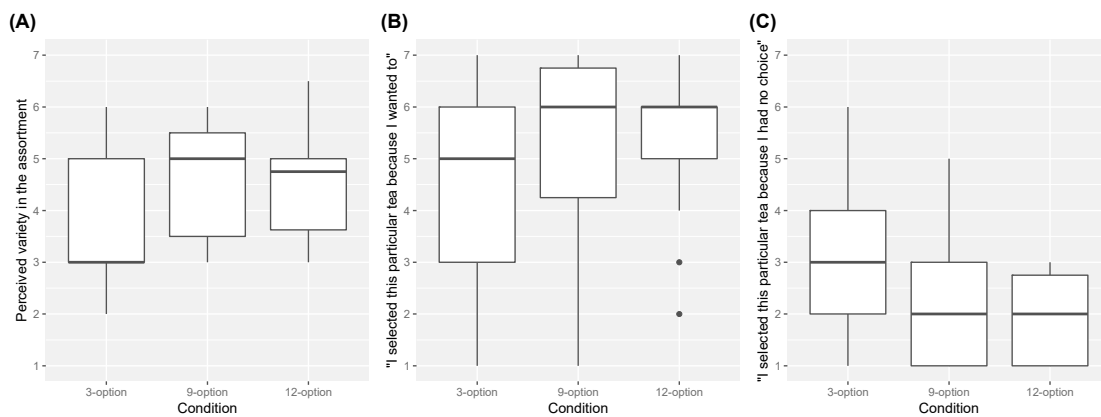 (A)
Perceived variety in the assortment
7
6
5
4
3
2
1
3-option 9-option 12-option
Condition
(B)
"I selected this particular tea because I wanted to"
7
6
5
4
3
2
1
3-option 9-option 12-option
Condition
(C)
"I selected this particular tea because I had no choice"
7
6
5
4
3
2
1
3-option 9-option 12-option
Condition